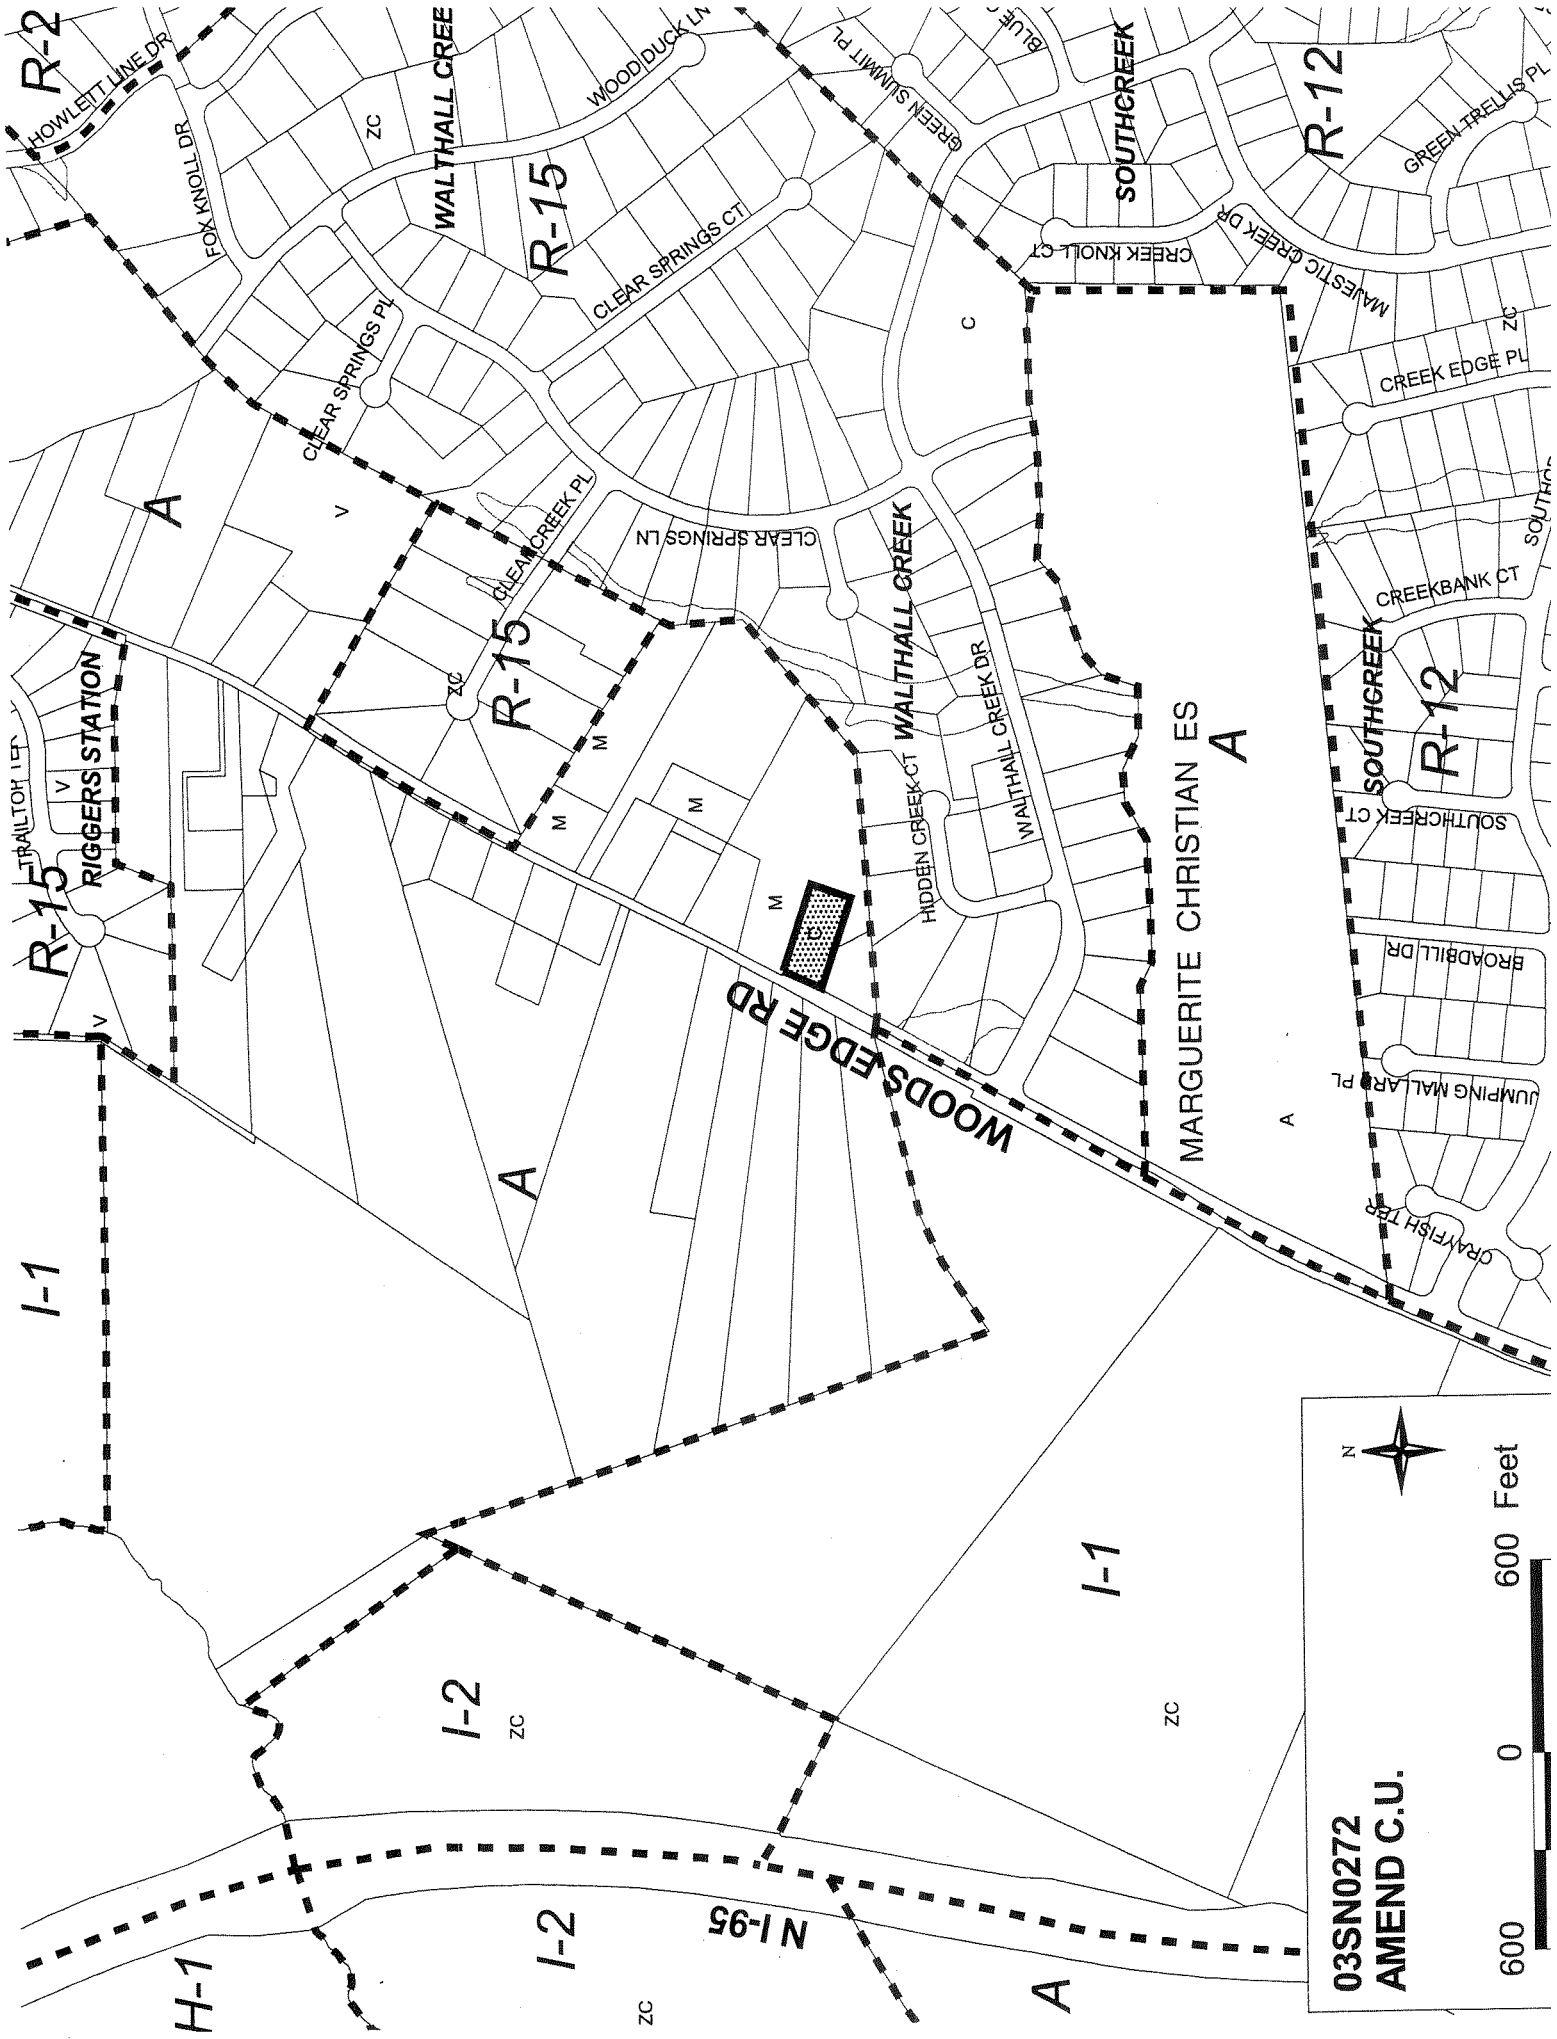 H-1
I-1
R-15
TRAILTOP TER
RIGGERS STATION
V
V
A
HOWLETT LINE DR
R-2
FOX KNOLL DR
ZC
WALTHALL CREE
WOOD DUCK LN
R-15
CLEAR SPRINGS PL
CLEAR SPRINGS CT
V
CLEAR CREEK PL
ZC
R-15
M
M
M
M
C
CLEAR SPRINGS LN
WALTHALL CREEK
HIDDEN CREEK CT
WALTHALL CREEK DR
WOODS EDGE RD
A
I-2
ZC
I-2
ZC
N I-95
A
I-1
ZC
C
GREEN SUMMIT PL
BLUE
SOUTHCREEK
CREEK KNOLL CT
MAJESTIC CREEK DR
R-12
GREEN TRELLIS PL
ZC
CREEK EDGE PL
MARGUERITE CHRISTIAN ES
A
A
CREEKBANK CT
SOUTHCREEK
R-12
SOUTHCREEK CT
BROADBILL DR
JUMPING MALLARD PL
CRAYFISH TER
03SN0272
AMEND C.U.
N
600 0 600 Feet